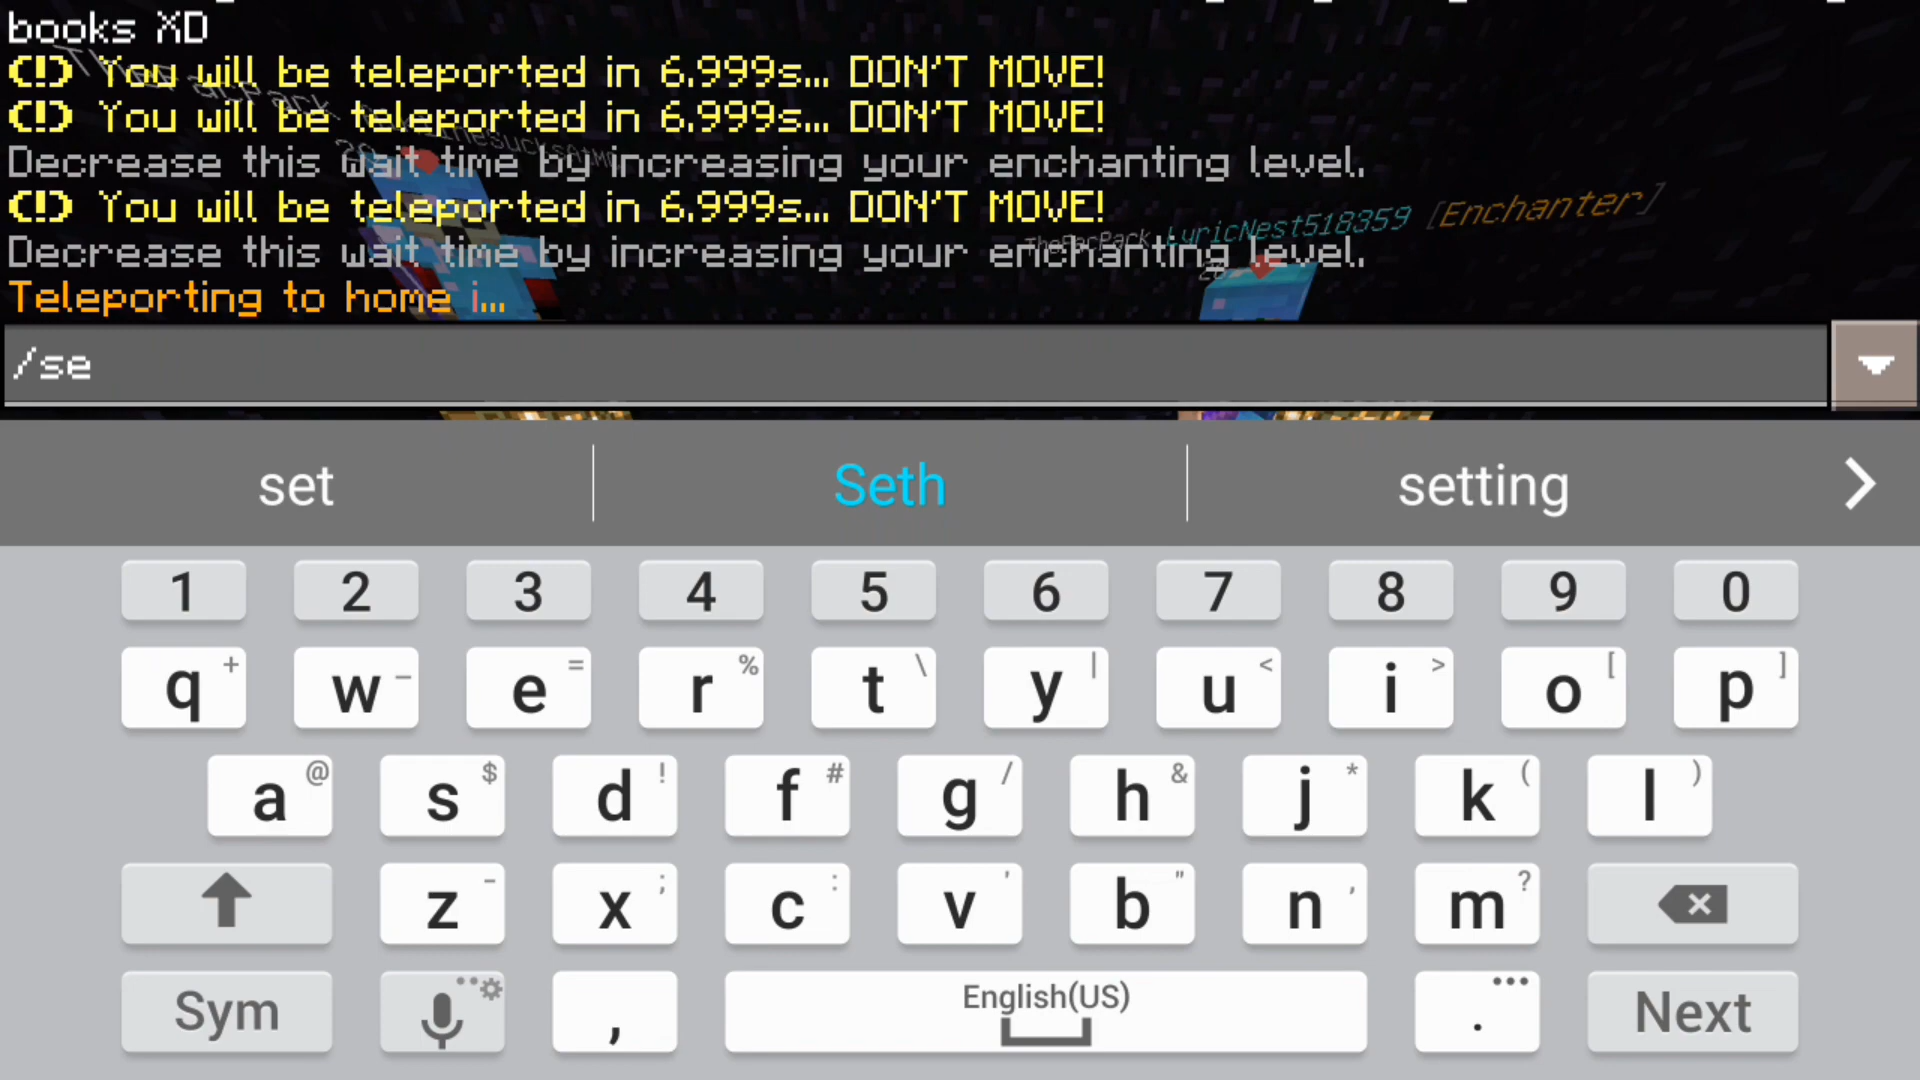 books XD
(!) You will be teleported in 6.999s... DON'T MOVE!
(!) You will be teleported in 6.999s... DON'T MOVE!
Decrease this wait time by increasing your enchanting level.
(!) You will be teleported in 6.999s... DON'T MOVE!
LyricNest518359 [Enchanter]
Decrease this wait time by increasing your enchanting level.
Teleporting to home i...
/se
set Seth setting
1 2 3 4 5 6 7 8 9 0
q + w - e = r % t \ y | u < i > o [ p ]
a @ s $ d ! f # g / h & j * k ( l )
z - x ; c : v ' b " n , m ?
Sym , English(US) . Next